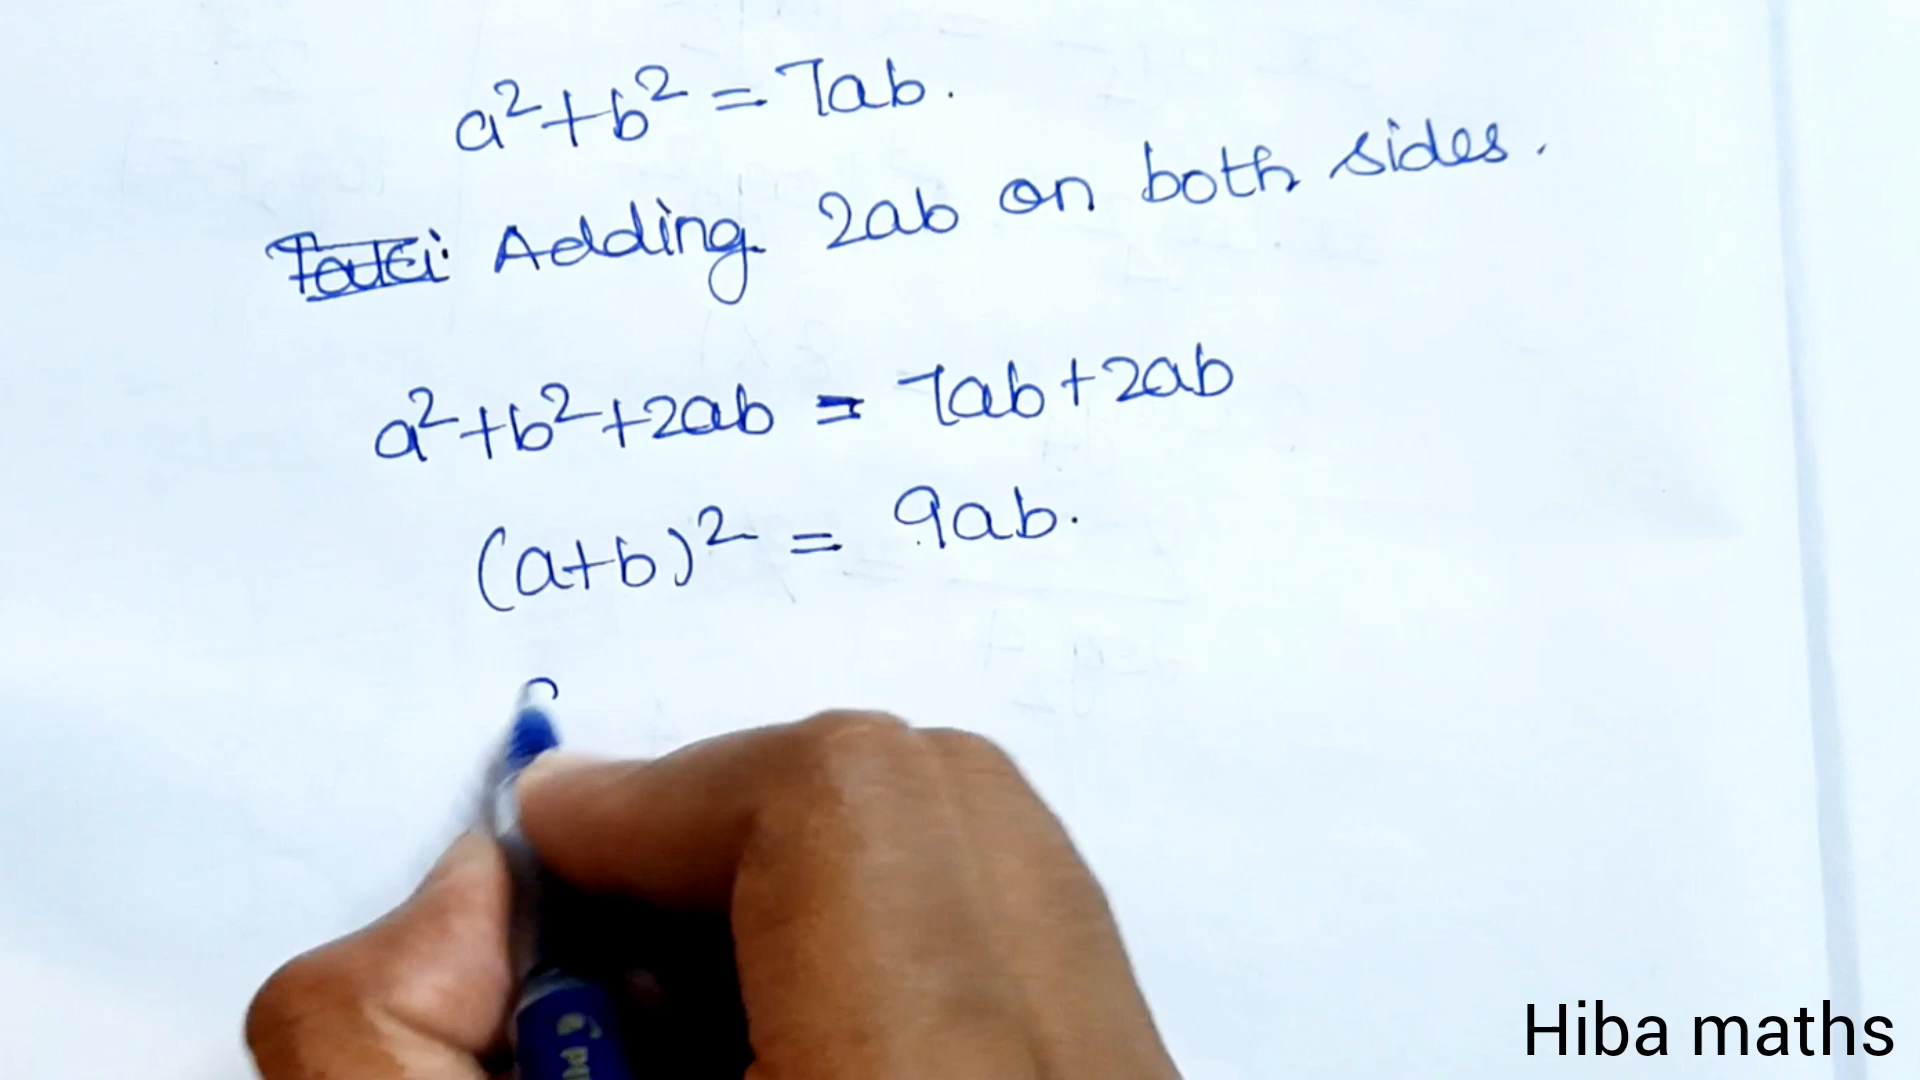 a²+b² = 7ab.
Adding 2ab on both sides.
a²+b²+2ab = 7ab+2ab
(a+b)² = 9ab.
Hiba maths